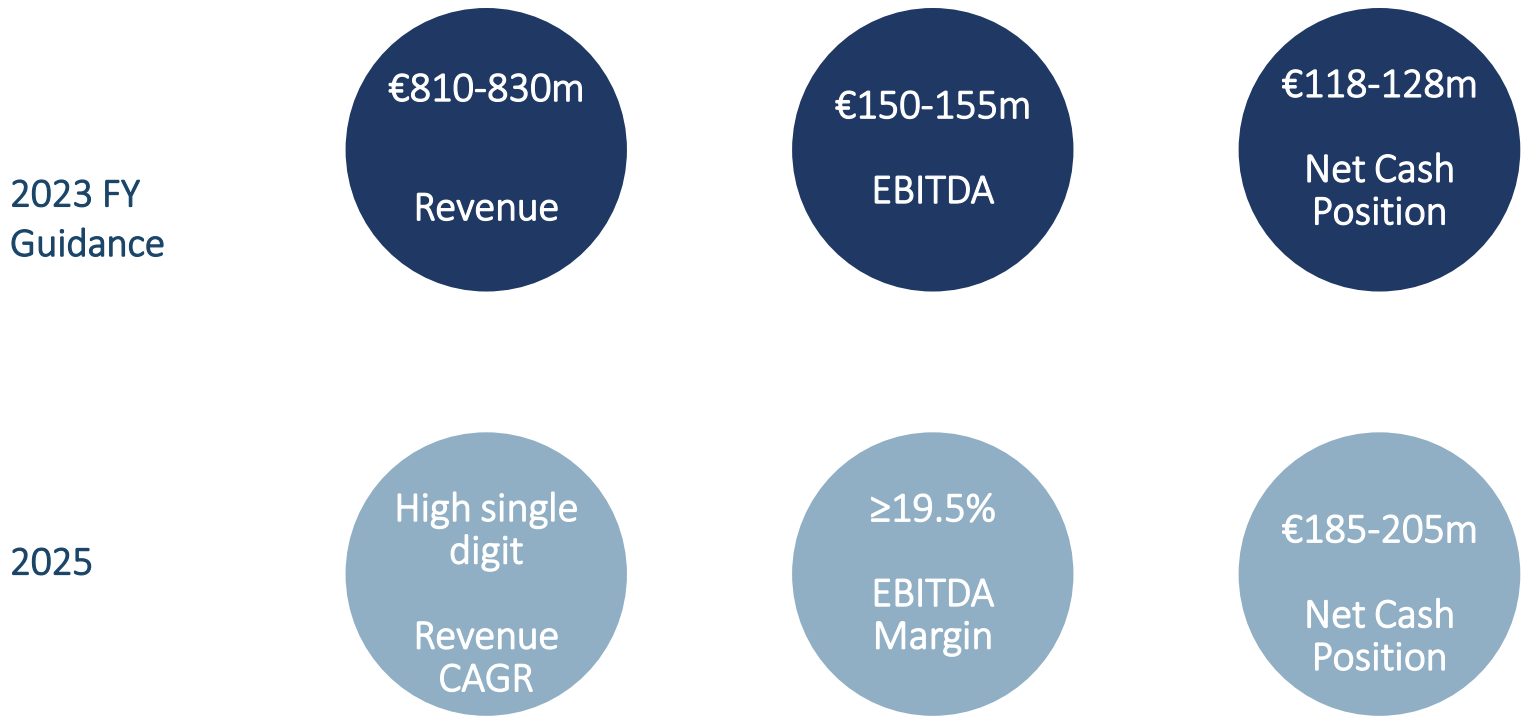 2023 FY
Guidance
€810-830m
Revenue
€150-155m
EBITDA
€118-128m
Net Cash
Position
2025
High single
digit
Revenue
CAGR
≥19.5%
EBITDA
Margin
€185-205m
Net Cash
Position